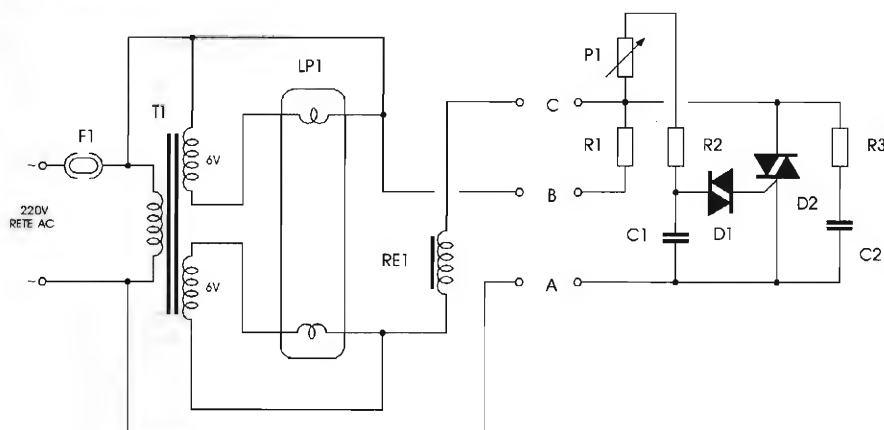 P1
LP1
C
T1
F1
R1
R2
R3
6V
~
220V
RETE AC
B
D2
C1
D1
C2
RE1
~
A
6V